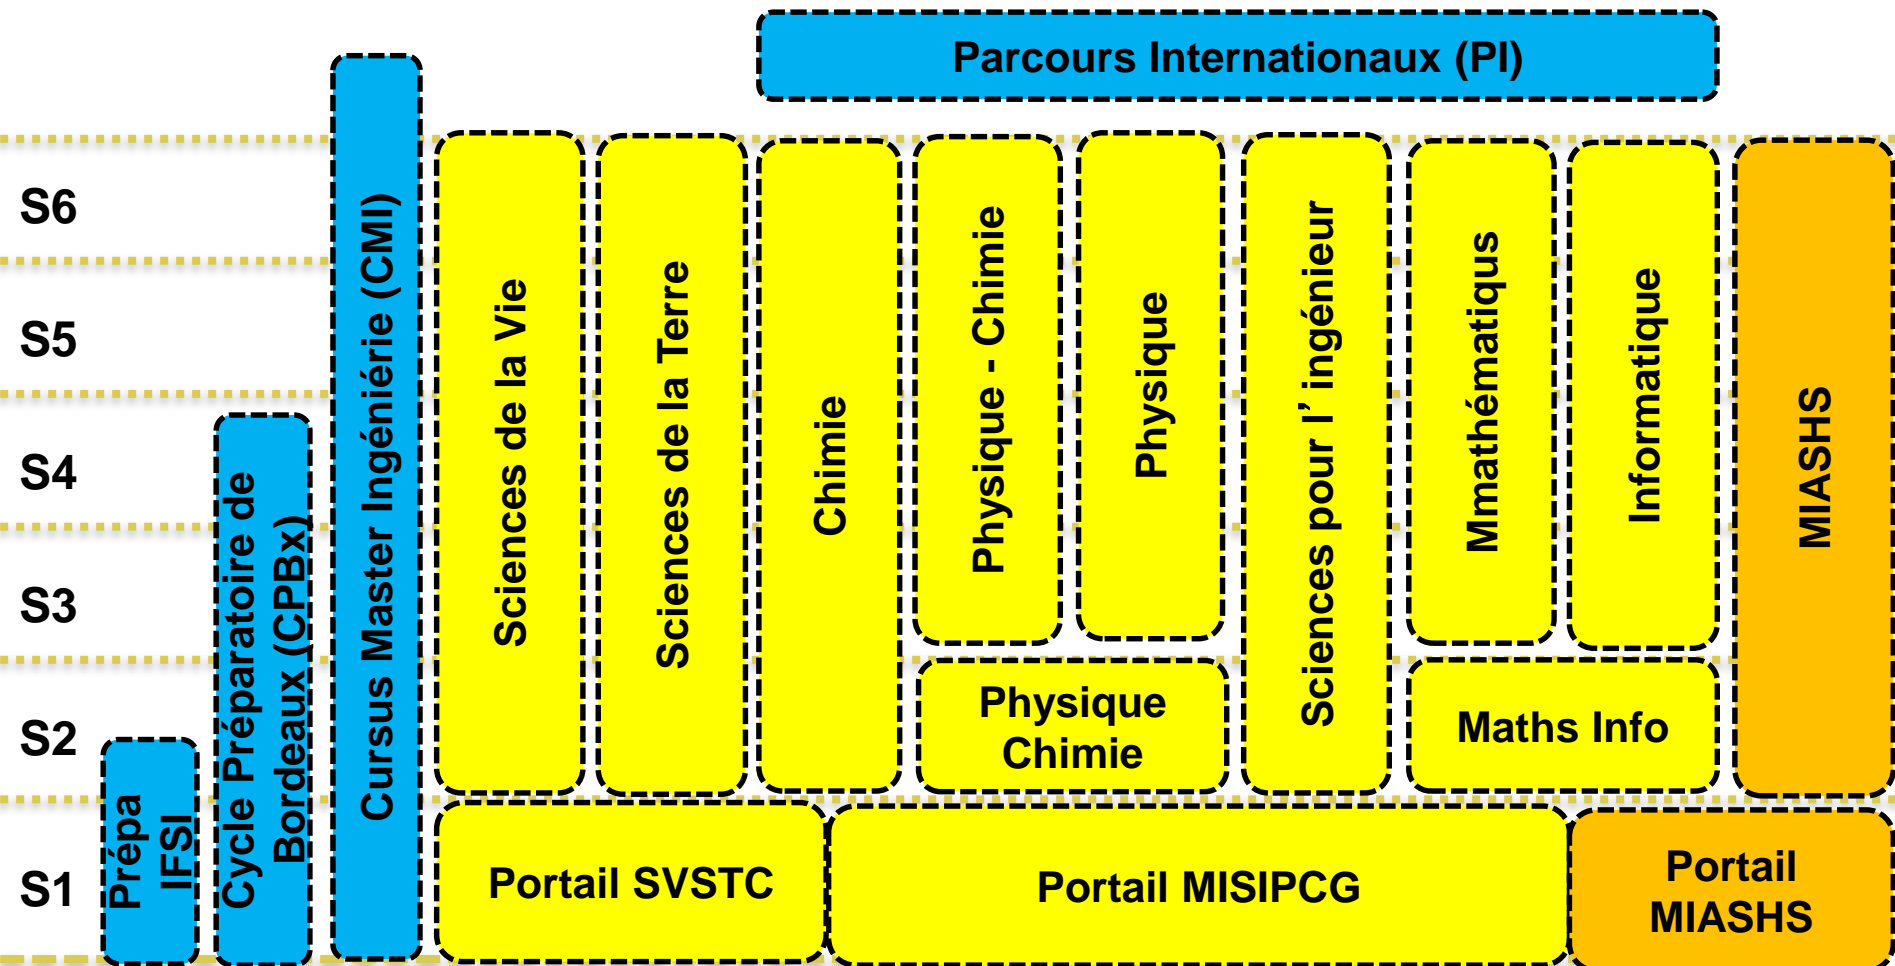 Parcours Internationaux (PI)
S6
S5
S4
S3
S2
S1
Prépa
IFSI
Cycle Préparatoire de
Bordeaux (CPBx)
Cursus Master Ingéniérie (CMI)
Sciences de la Vie
Sciences de la Terre
Chimie
Physique - Chimie
Physique
Sciences pour l’ ingénieur
Mmathématiqus
Informatique
MIASHS
Physique
Chimie
Maths Info
Portail SVSTC
Portail MISIPCG
Portail
MIASHS